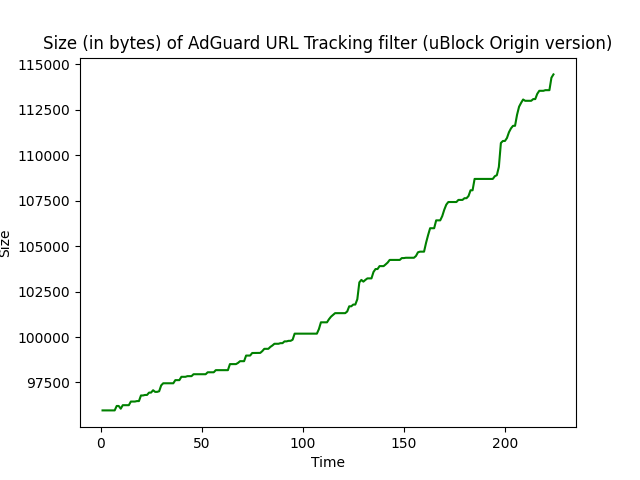 Size (in bytes) of AdGuard URL Tracking filter (uBlock Origin version)
115000
112500
110000
107500
105000
102500
100000
97500
Size
0 50 100 150 200
Time